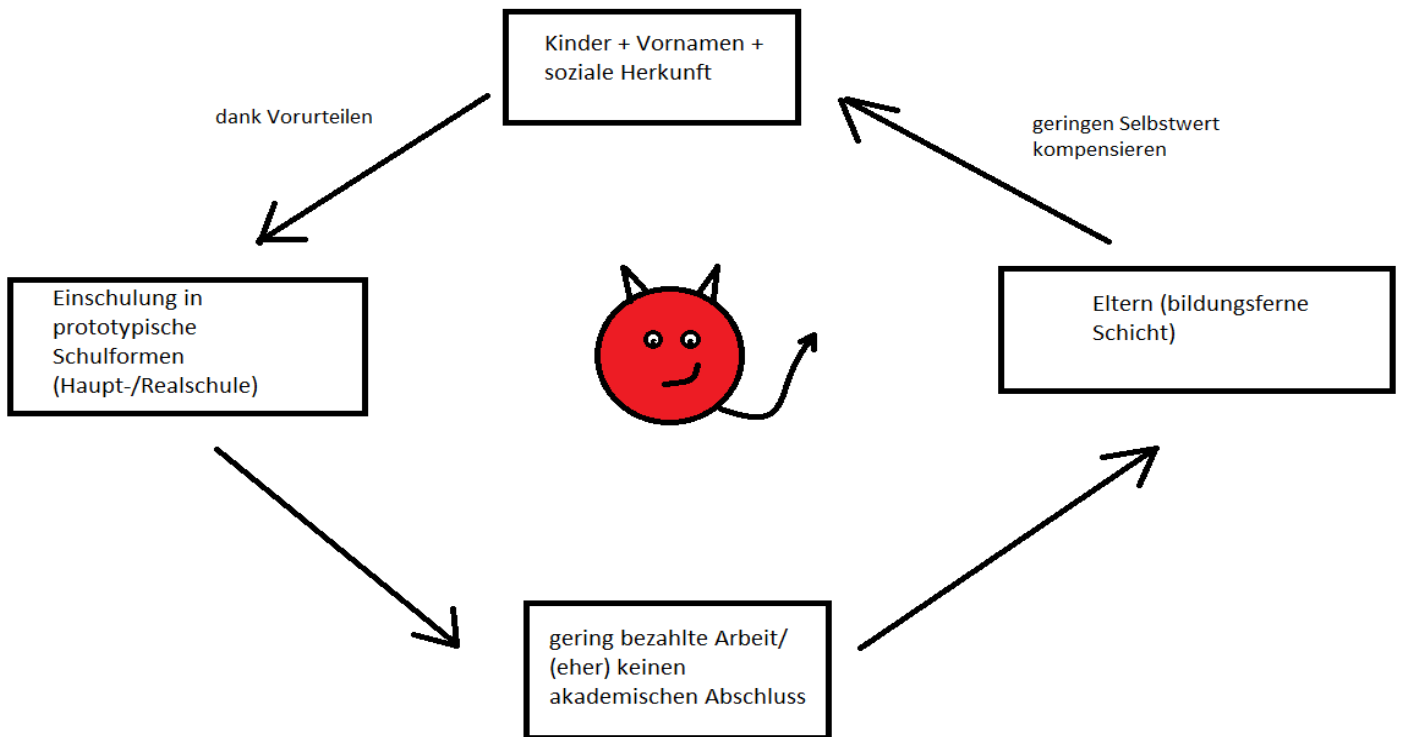 Kinder + Vornamen +
soziale Herkunft
dank Vorurteilen
geringen Selbstwert
kompensieren
Einschulung in
prototypische
Schulformen
(Haupt-/Realschule)
Eltern (bildungsferne
Schicht)
gering bezahlte Arbeit/
(eher) keinen
akademischen Abschluss